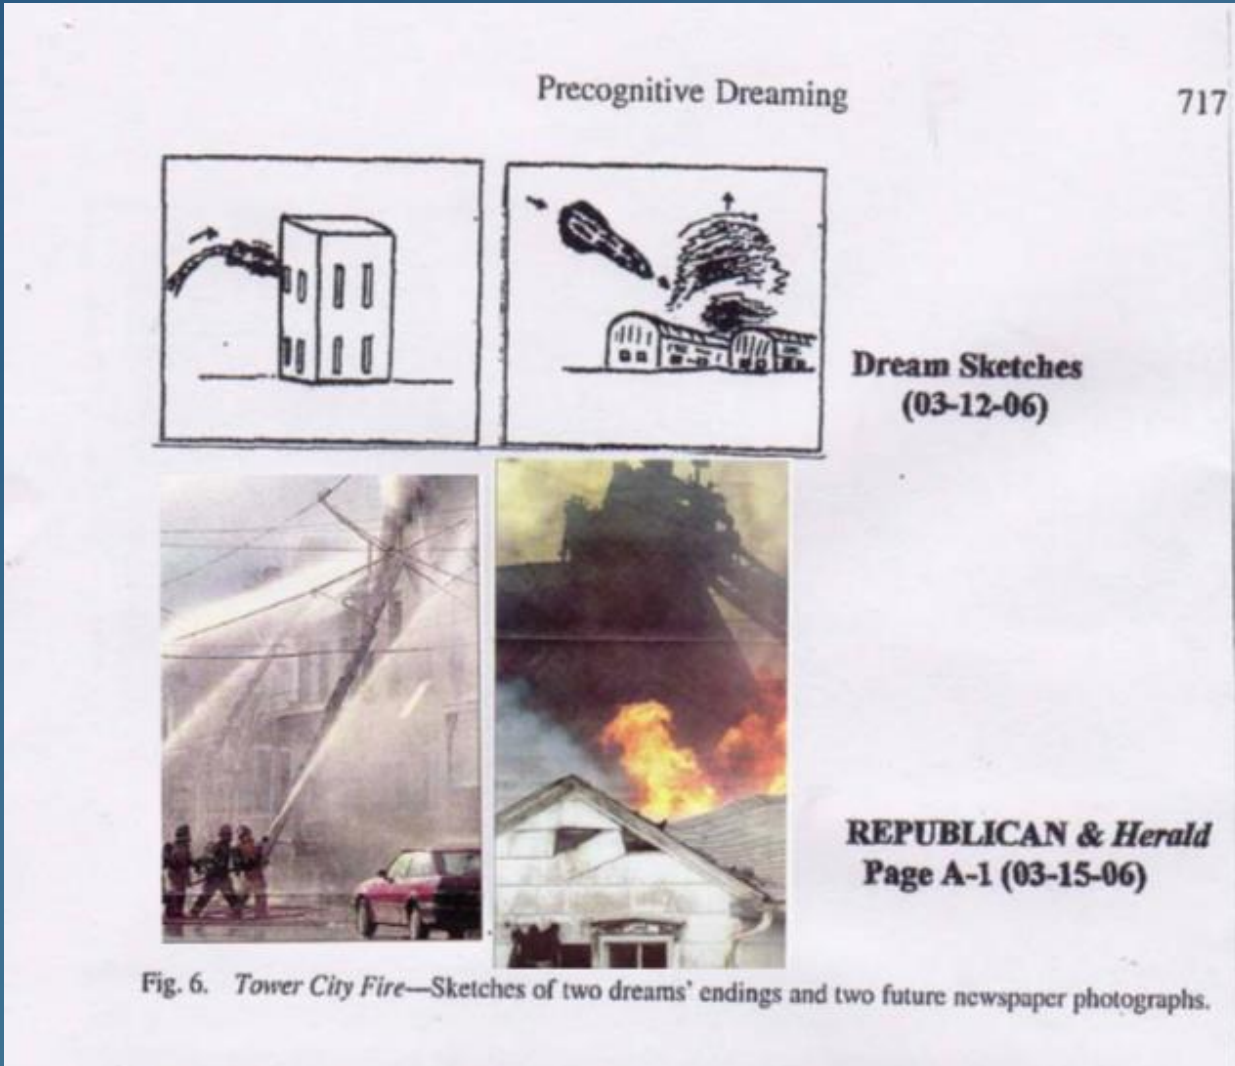 Precognitive Dreaming
717
Dream Sketches
(03-12-06)
REPUBLICAN & Herald
Page A-1 (03-15-06)
Fig. 6. Tower City Fire—Sketches of two dreams' endings and two future newspaper photographs.